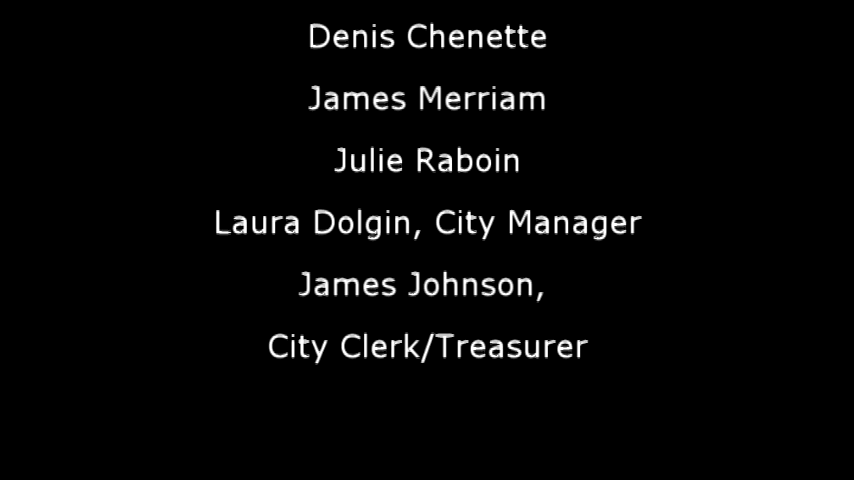 Denis Chenette
James Merriam
Julie Raboin
Laura Dolgin, City Manager
James Johnson,
City Clerk/Treasurer